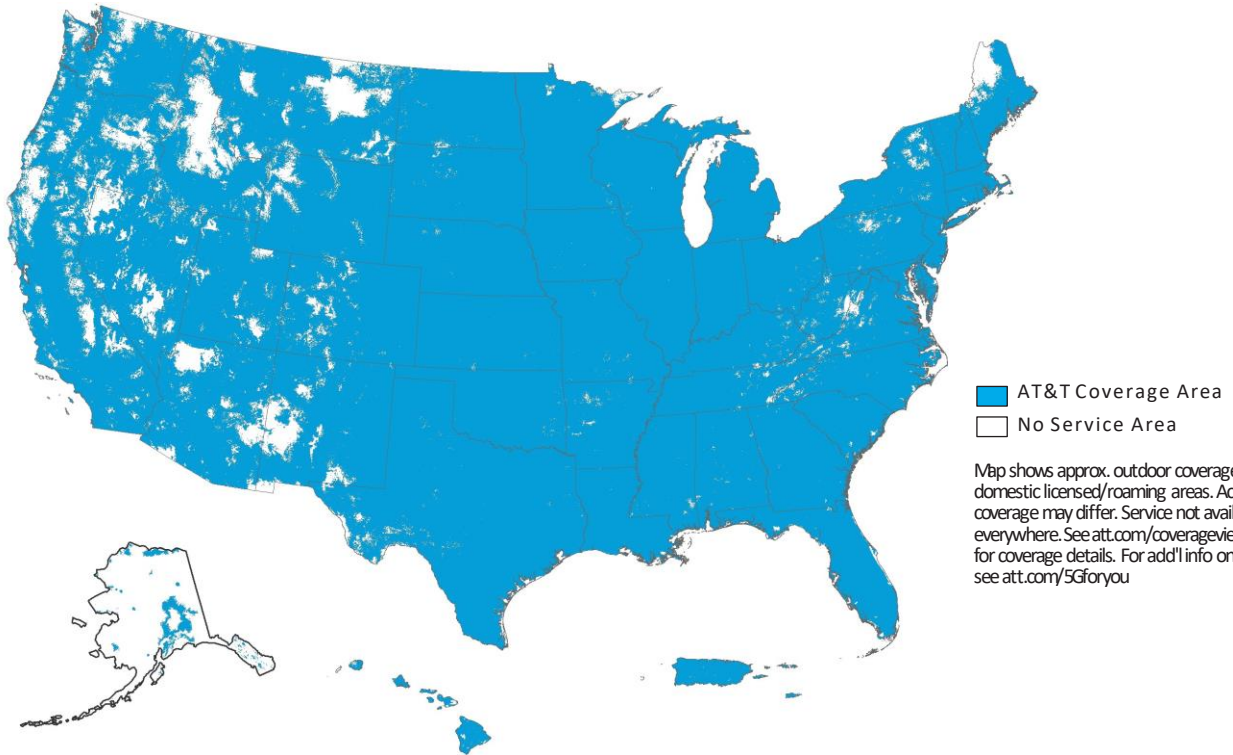 AT&T Coverage Area
No Service Area
Map shows approx. outdoor coverage
domestic licensed/roaming areas.
coverage may differ. Service not
everywhere. See
for coverage details. For add'l info on
see att.com/5Gforyou